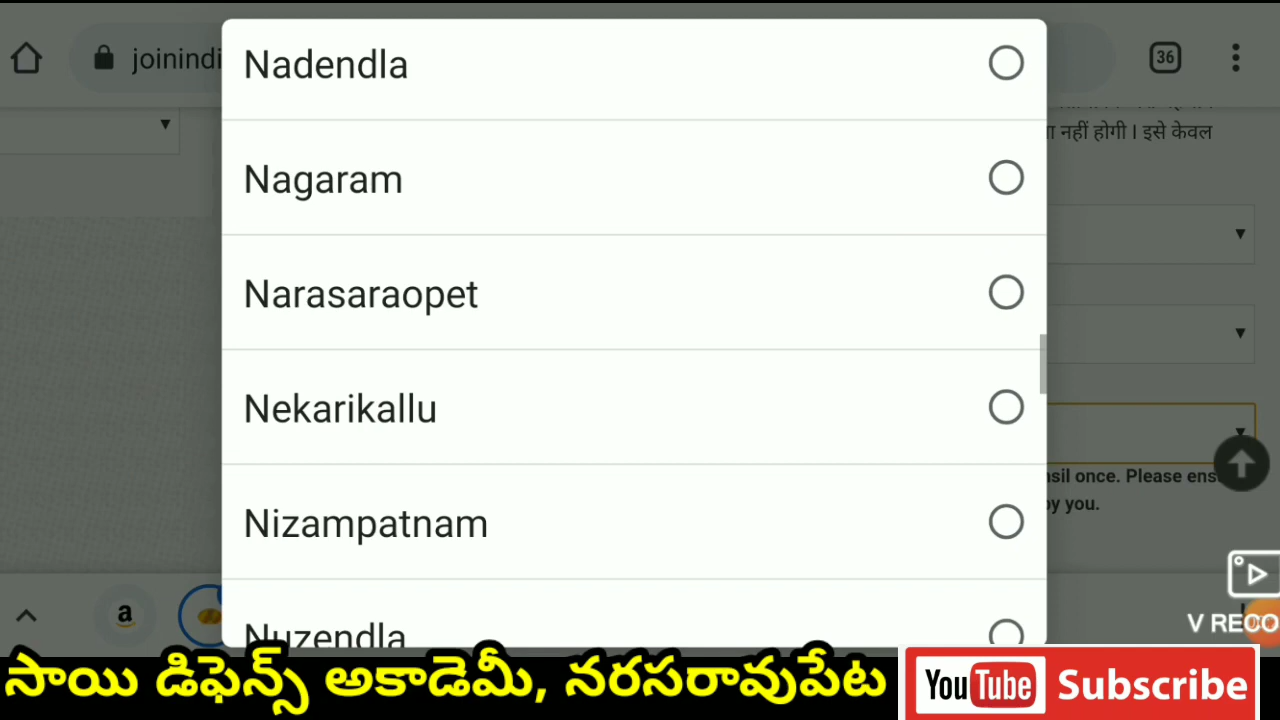 Nadendla
joinindi
36
Nagaram
ा नहीं होगी । इसे केवल
Narasaraopet
Nekarikallu
Nizampatnam
sil once. Please ens
by you.
Nuzendla
a
V RECO
సాయి డిఫెన్స్ అకాడెమీ, నరసరావుపేట
YouTube Subscribe